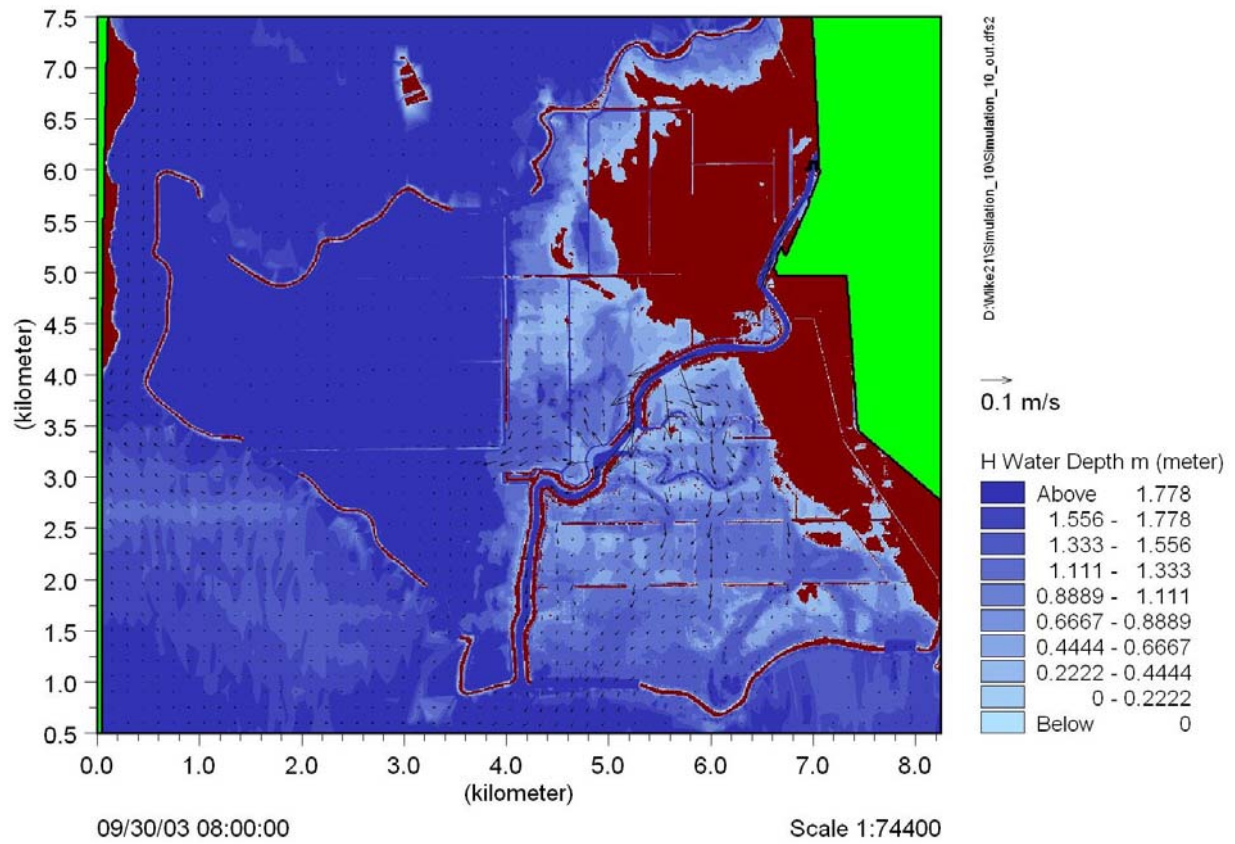 7.5
7.0
6.5
6.0
5.5
5.0
4.5
4.0
3.5
3.0
2.5
2.0
1.5
1.0
0.5
(kilometer)
0.0 1.0 2.0 3.0 4.0 5.0 6.0 7.0 8.0
(kilometer)
09/30/03 08:00:00
Scale 1:74400
D:\Mike21\Simulation_10\Simulation_10_out.dfs2
0.1 m/s
H Water Depth m (meter)
Above 1.778
1.556 - 1.778
1.333 - 1.556
1.111 - 1.333
0.8889 - 1.111
0.6667 - 0.8889
0.4444 - 0.6667
0.2222 - 0.4444
0 - 0.2222
Below 0